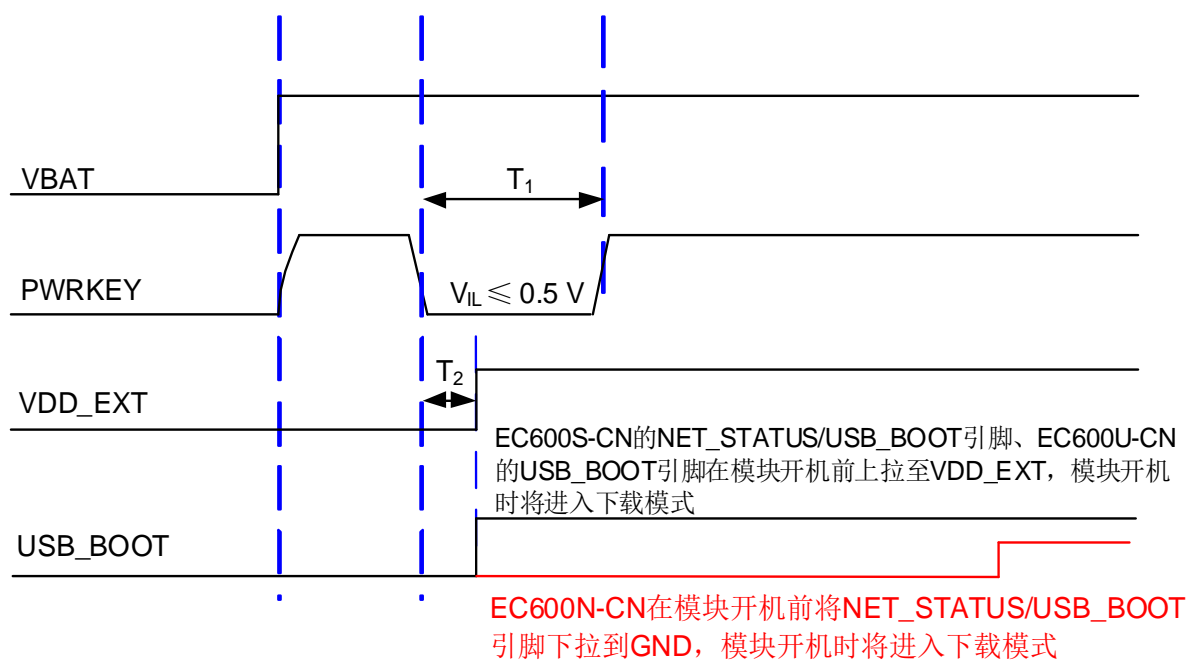 VBAT
T₁
PWRKEY
V_IL ≤ 0.5 V
T₂
VDD_EXT
EC600S-CN的NET_STATUS/USB_BOOT引脚、EC600U-CN
的USB_BOOT引脚在模块开机前上拉至VDD_EXT，模块开机
时将进入下载模式
USB_BOOT
EC600N-CN在模块开机前将NET_STATUS/USB_BOOT
引脚下拉到GND，模块开机时将进入下载模式